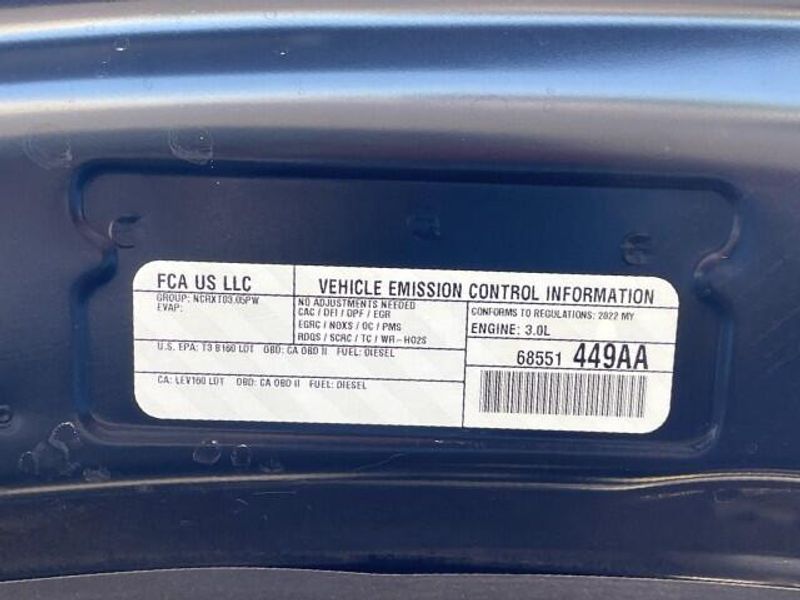 FCA US LLC
GROUP: NCRXT03.05PW
EVAP:
VEHICLE EMISSION CONTROL INFORMATION
NO ADJUSTMENTS NEEDED
CAC / DFI / DPF / EGR
EGRC / NOXS / OC / PMS
RDQS / SCRC / TC / WR-HO2S
CONFORMS TO REGULATIONS: 2022 MY
ENGINE: 3.0L
U.S. EPA: T3 B160 LDT OBD: CA OBD II FUEL: DIESEL
68551 449AA
CA: LEV160 LDT OBD: CA OBD II FUEL: DIESEL